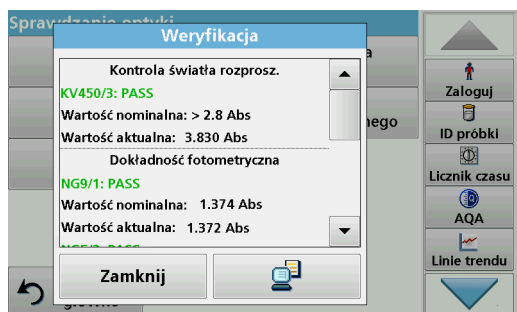 Sprawdzanie optyki
Weryfikacja
Kontrola światła rozprosz.
KV450/3: PASS
Wartość nominalna: > 2.8 Abs
Wartość aktualna: 3.830 Abs
Dokładność fotometryczna
NG9/1: PASS
Wartość nominalna: 1.374 Abs
Wartość aktualna: 1.372 Abs
Zamknij
Zaloguj
ID próbki
Licznik czasu
AQA
Linie trendu